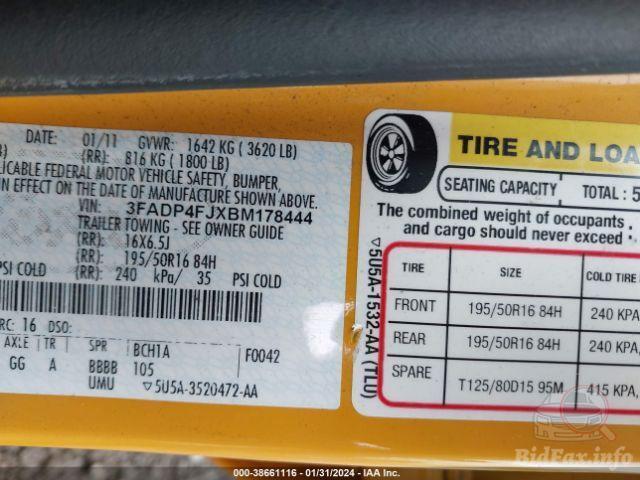 DATE: 01/11 GVWR: 1642 KG ( 3620 LB)
B) (RR): 816 KG ( 1800 LB)
PLICABLE FEDERAL MOTOR VEHICLE SAFETY, BUMPER,
IN EFFECT ON THE DATE OF MANUFACTURE SHOWN ABOVE.
VIN: 3FADP4FJXBM178444
TRAILER TOWING - SEE OWNER GUIDE
(RR): 16X6.5J
(RR): 195/50R16 84H
PSI COLD (RR): 240 kPa/ 35 PSI COLD
RC: 16 DSO:
AXLE TR SPR BCH1A F0042
GG A BBBB 105
UMU ▽5U5A-3520472-AA
TIRE AND LOA
SEATING CAPACITY TOTAL : 5
The combined weight of occupants
and cargo should never exceed
TIRE SIZE COLD TIRE
FRONT 195/50R16 84H 240 KPA,
REAR 195/50R16 84H 240 KPA,
SPARE T125/80D15 95M 415 KPA,
▽5U5A-1532-AA (TLU)
BidFax.info
000-38661116 - 01/31/2024 - IAA Inc.